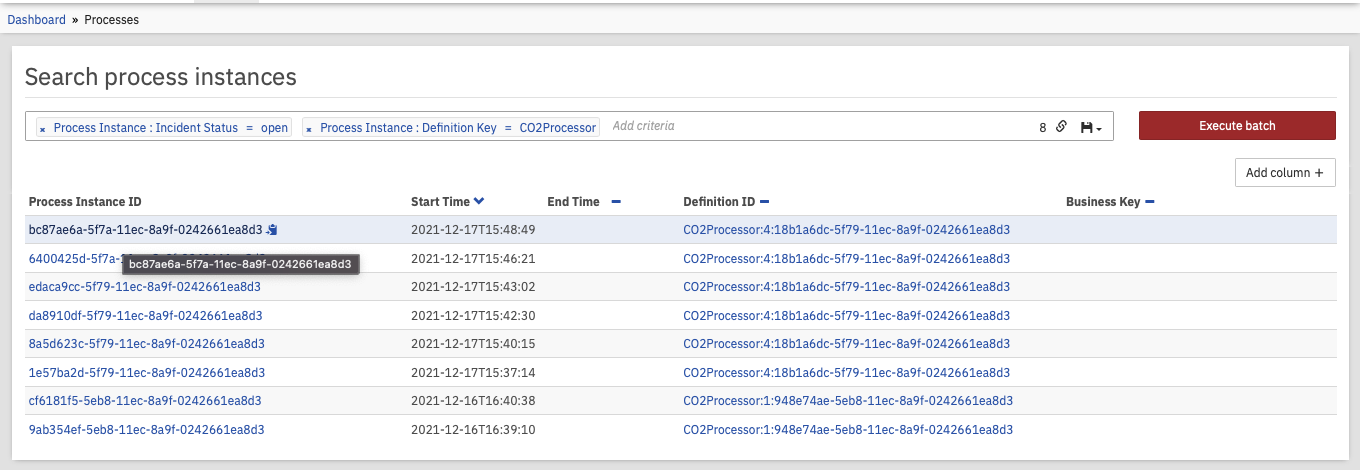 Dashboard » Processes
Search process instances
× Process Instance : Incident Status = open × Process Instance : Definition Key = CO2Processor Add criteria 8 Execute batch
Add column +
Process Instance ID Start Time End Time Definition ID Business Key
bc87ae6a-5f7a-11ec-8a9f-0242661ea8d3 2021-12-17T15:48:49 CO2Processor:4:18b1a6dc-5f79-11ec-8a9f-0242661ea8d3
6400425d-5f7a- 2021-12-17T15:46:21 CO2Processor:4:18b1a6dc-5f79-11ec-8a9f-0242661ea8d3
bc87ae6a-5f7a-11ec-8a9f-0242661ea8d3
edaca9cc-5f79-11ec-8a9f-0242661ea8d3 2021-12-17T15:43:02 CO2Processor:4:18b1a6dc-5f79-11ec-8a9f-0242661ea8d3
da8910df-5f79-11ec-8a9f-0242661ea8d3 2021-12-17T15:42:30 CO2Processor:4:18b1a6dc-5f79-11ec-8a9f-0242661ea8d3
8a5d623c-5f79-11ec-8a9f-0242661ea8d3 2021-12-17T15:40:15 CO2Processor:4:18b1a6dc-5f79-11ec-8a9f-0242661ea8d3
1e57ba2d-5f79-11ec-8a9f-0242661ea8d3 2021-12-17T15:37:14 CO2Processor:4:18b1a6dc-5f79-11ec-8a9f-0242661ea8d3
cf6181f5-5eb8-11ec-8a9f-0242661ea8d3 2021-12-16T16:40:38 CO2Processor:1:948e74ae-5eb8-11ec-8a9f-0242661ea8d3
9ab354ef-5eb8-11ec-8a9f-0242661ea8d3 2021-12-16T16:39:10 CO2Processor:1:948e74ae-5eb8-11ec-8a9f-0242661ea8d3